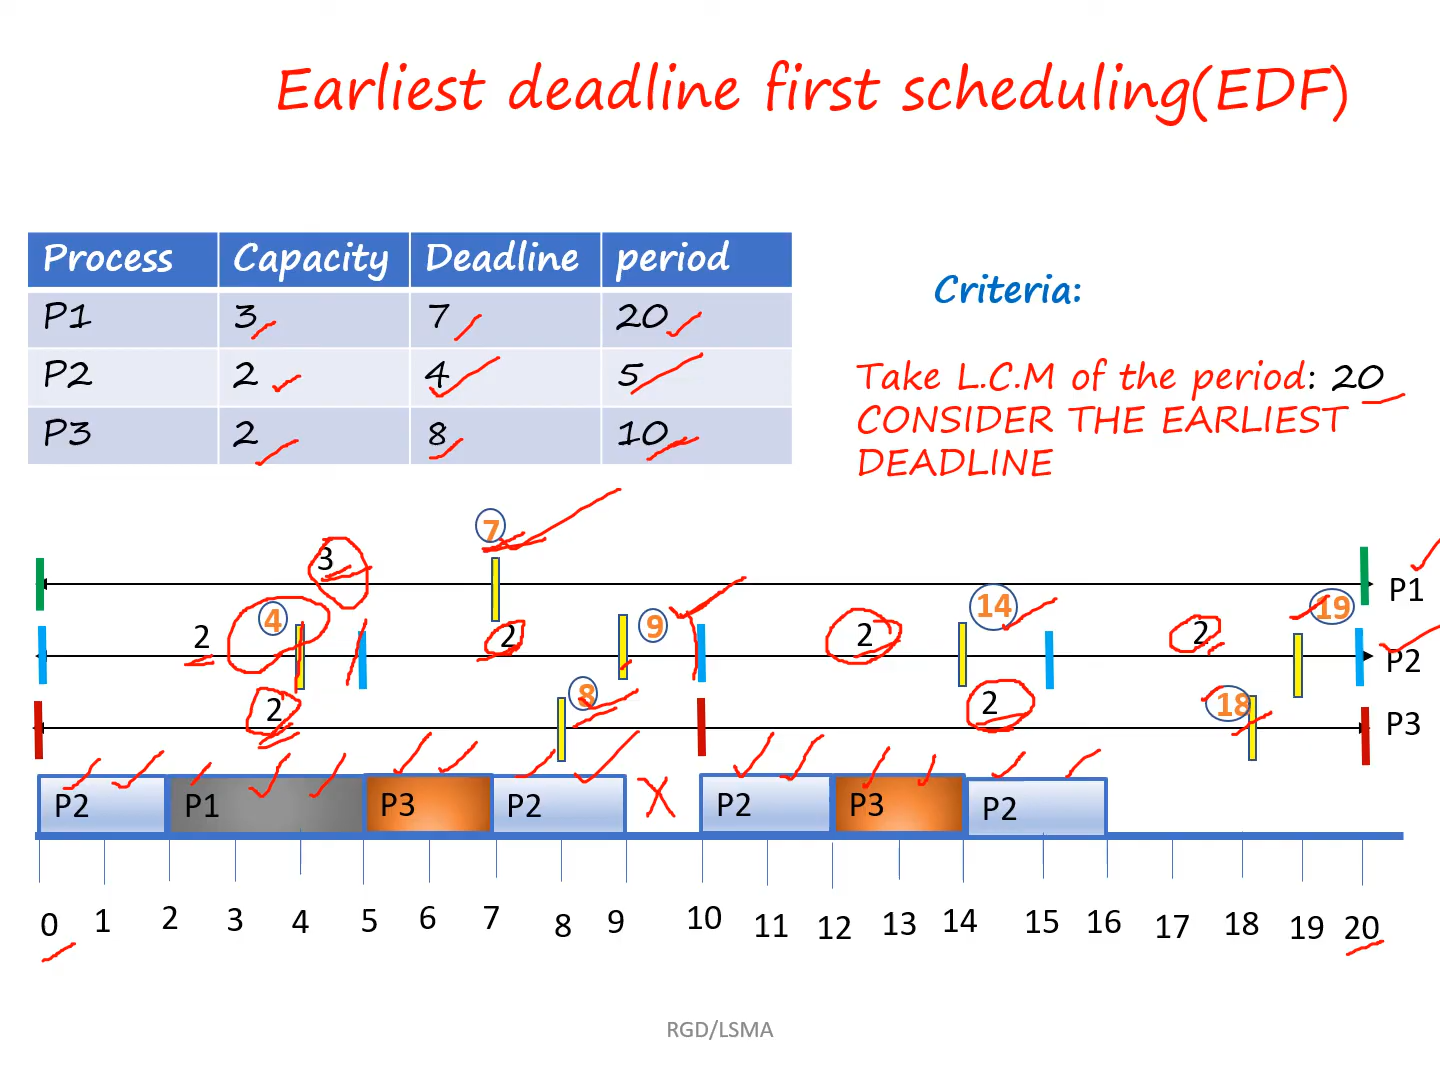 Earliest deadline first scheduling(EDF)
Process Capacity Deadline period
P1 3 7 20
P2 2 4 5
P3 2 8 10
Criteria:
Take L.C.M of the period: 20
CONSIDER THE EARLIEST
DEADLINE
3 7 P1
2 4 2 9 2 14 2 19 P2
2 8 2 18 P3
P2 P1 P3 P2 X P2 P3 P2
0 1 2 3 4 5 6 7 8 9 10 11 12 13 14 15 16 17 18 19 20
RGD/LSMA